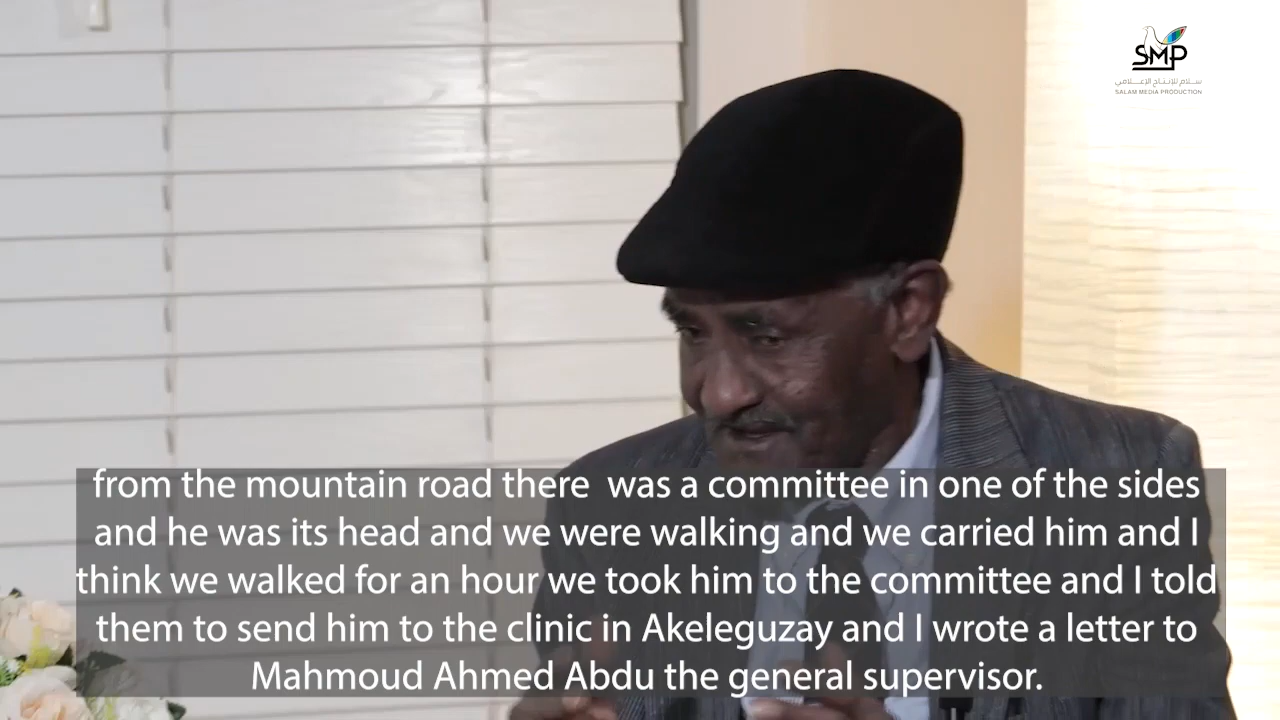 SMP
سـلام للإنتـاج الإعـلامي
SALAM MEDIA PRODUCTION
from the mountain road there  was a committee in one of the sides
and he was its head and we were walking and we carried him and I
think we walked for an hour we took him to the committee and I told
them to send him to the clinic in Akeleguzay and I wrote a letter to
Mahmoud Ahmed Abdu the general supervisor.